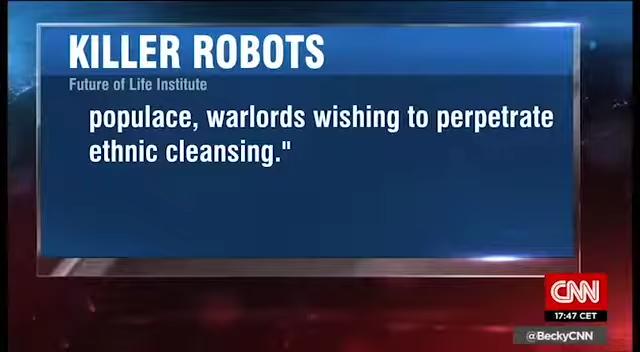 KILLER ROBOTS
Future of Life Institute
populace, warlords wishing to perpetrate
ethnic cleansing."
CNN
17:47 CET
@BeckyCNN